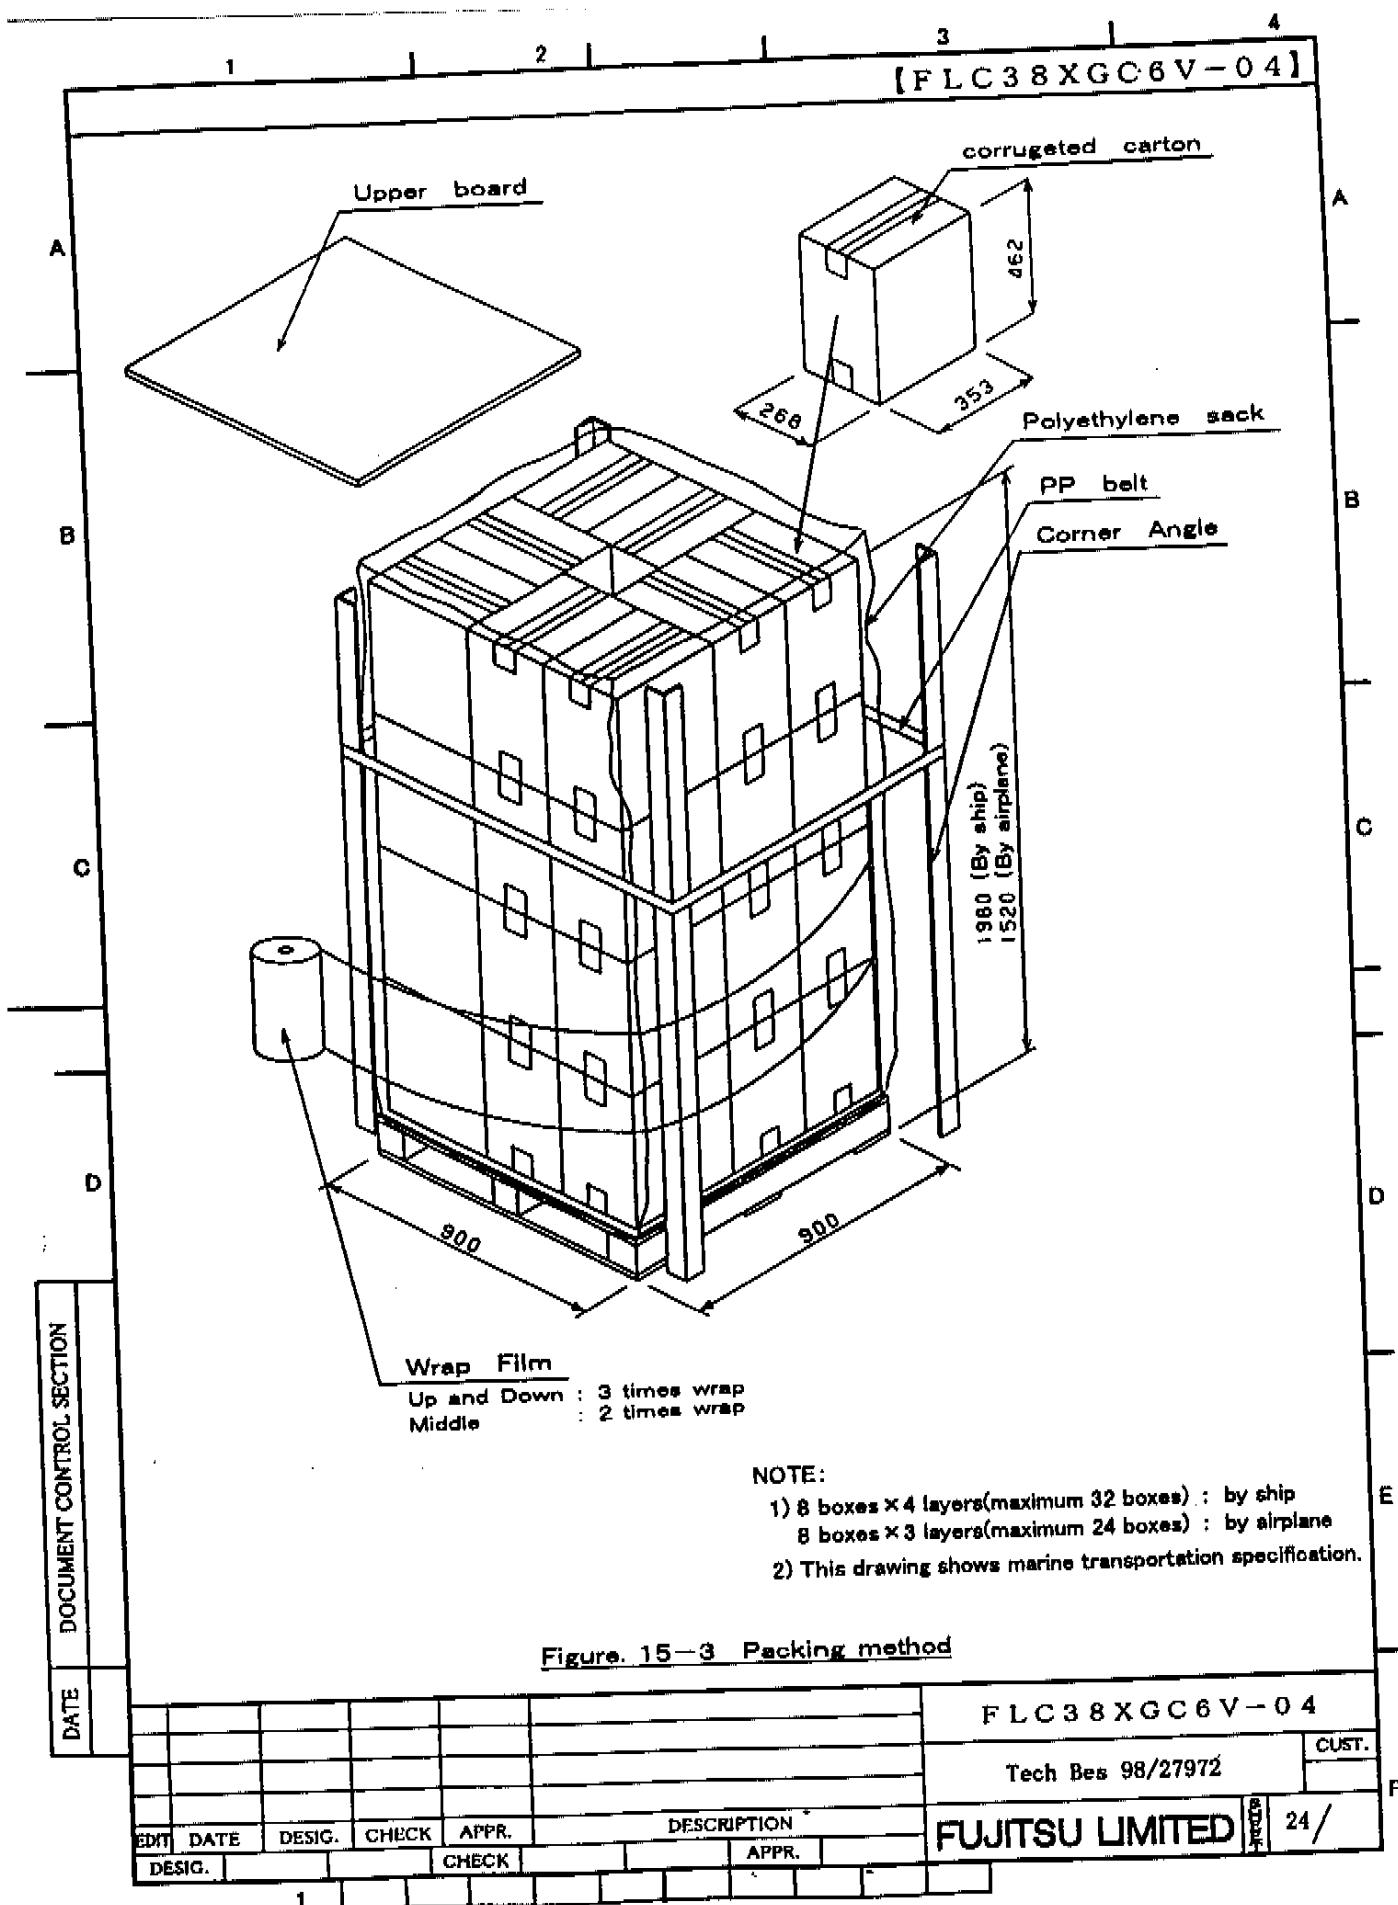 1 2 3 4
[FLC38XGC6V-04]
corrugeted carton
Upper board
A
A
462
268
353
Polyethylene sack
PP belt
Corner Angle
B
B
1980 (By ship)
1520 (By airplane)
C
C
D
D
900
900
Wrap Film
Up and Down : 3 times wrap
Middle : 2 times wrap
NOTE:
1) 8 boxes × 4 layers(maximum 32 boxes) : by ship
8 boxes × 3 layers(maximum 24 boxes) : by airplane
2) This drawing shows marine transportation specification.
E
DOCUMENT CONTROL SECTION
DATE
Figure. 15-3 Packing method
FLC38XGC6V-04
Tech Bes 98/27972
CUST.
F
EDIT DATE DESIG. CHECK APPR. DESCRIPTION
FUJITSU LIMITED 24/
DESIG. CHECK APPR.
1